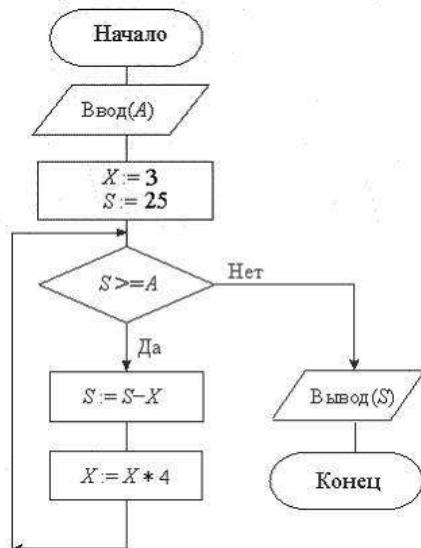 Начало
Ввод(A)
X := 3
S := 25
S >=A
Нет
Да
S := S−X
Вывод(S)
X := X * 4
Конец